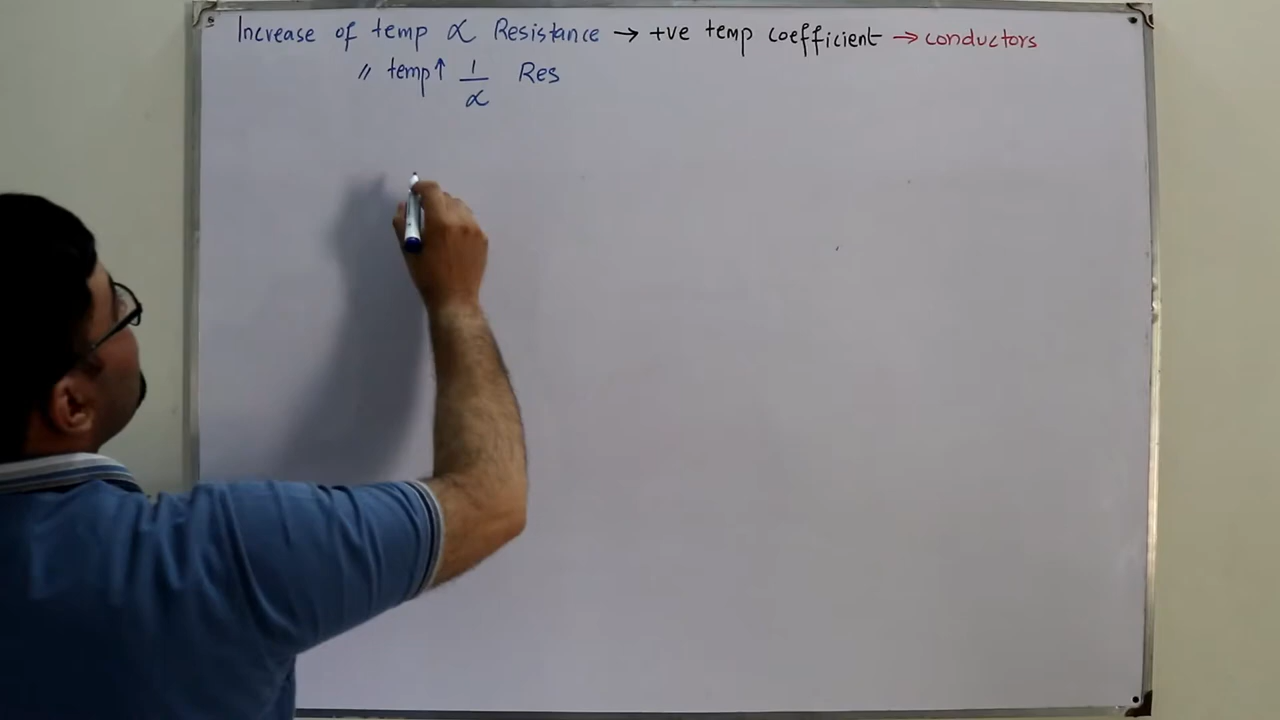 Increase of temp ∝ Resistance → +ve temp coefficient → conductors
〃 temp↑ 1/∝ Res